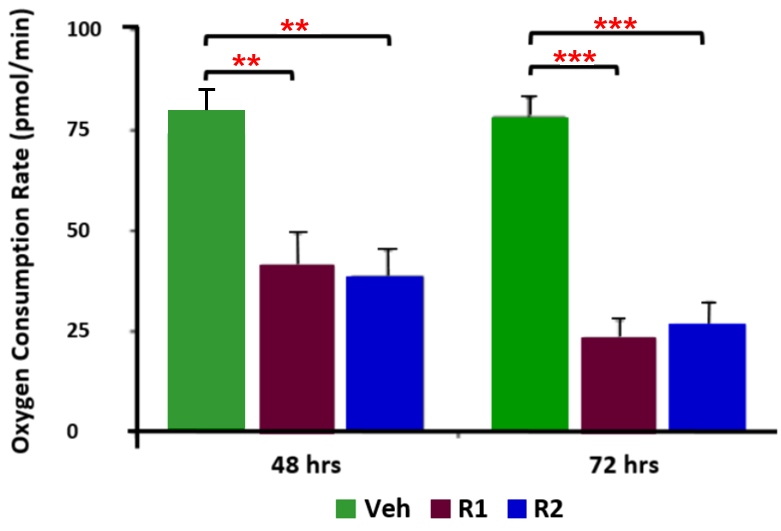 Oxygen Consumption Rate (pmol/min)
100
75
50
25
0
**
**
***
***
48 hrs
72 hrs
Veh R1 R2